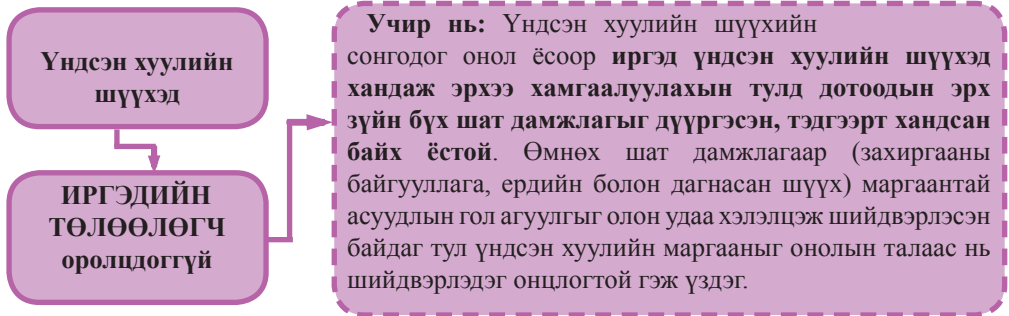 Үндсэн хуулийн
шүүхэд
ИРГЭДИЙН
ТӨЛӨӨЛӨГЧ
оролцдоггүй
Учир нь: Үндсэн хуулийн шүүхийн
сонгодог онол ёсоор иргэд үндсэн хуулийн шүүхэд
хандаж эрхээ хамгаалуулахын тулд дотоодын эрх
зүйн бүх шат дамжлагыг дүүргэсэн, тэдгээрт хандсан
байх ёстой. Өмнөх шат дамжлагаар (захиргааны
байгууллага, ердийн болон дагнасан шүүх) маргаантай
асуудлын гол агуулгыг олон удаа хэлэлцэж шийдвэрлэсэн
байдаг тул үндсэн хуулийн маргааныг онолын талаас нь
шийдвэрлэдэг онцлогтой гэж үздэг.